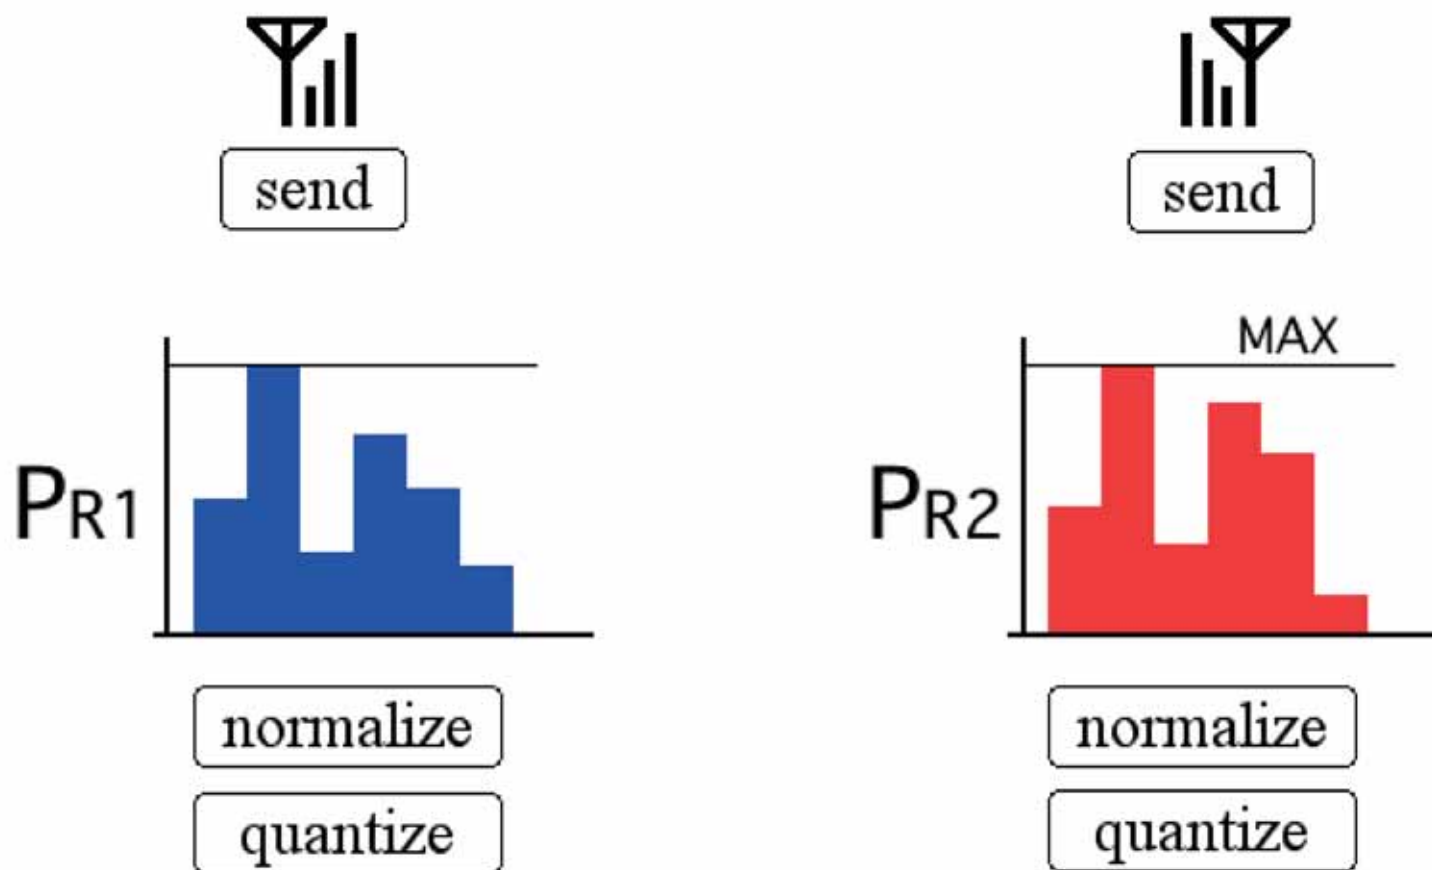 send
send
MAX
PR1
PR2
normalize
normalize
quantize
quantize